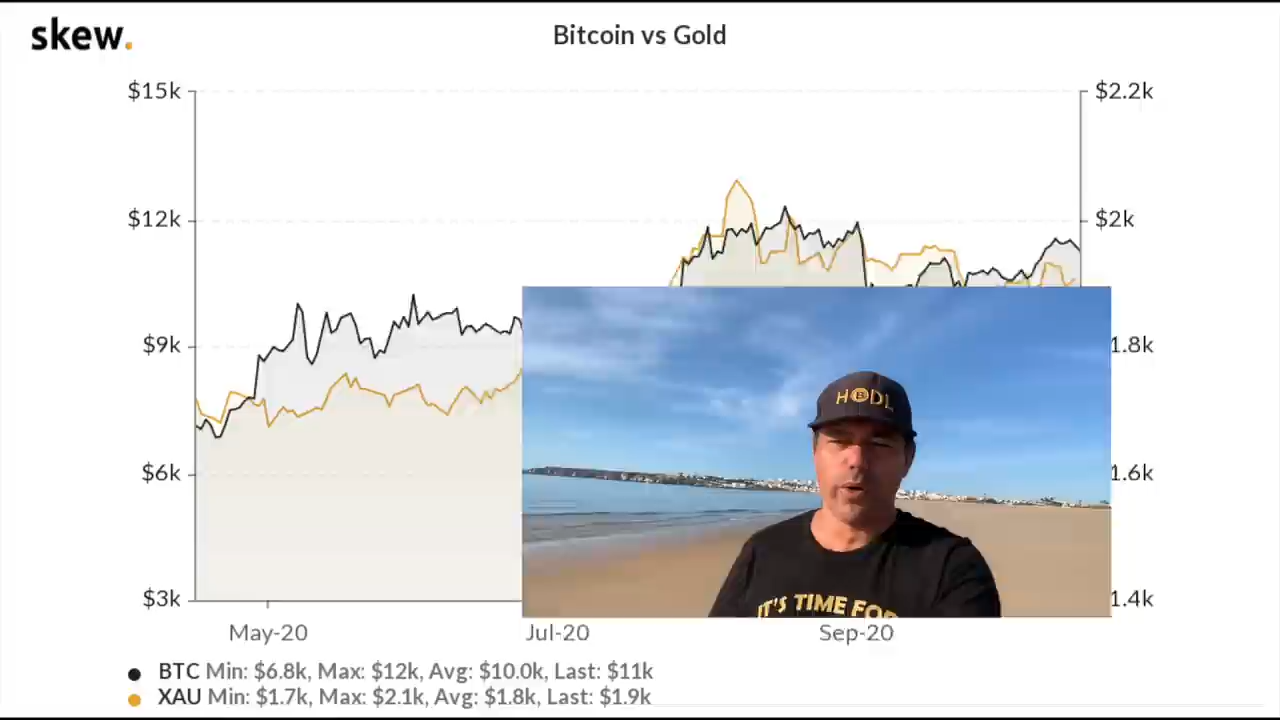 skew.
Bitcoin vs Gold
$15k
$2.2k
$12k
$2k
$9k
1.8k
$6k
1.6k
$3k
1.4k
May-20
Jul-20
Sep-20
HODL
IT'S TIME FOR
BTC Min: $6.8k, Max: $12k, Avg: $10.0k, Last: $11k
XAU Min: $1.7k, Max: $2.1k, Avg: $1.8k, Last: $1.9k